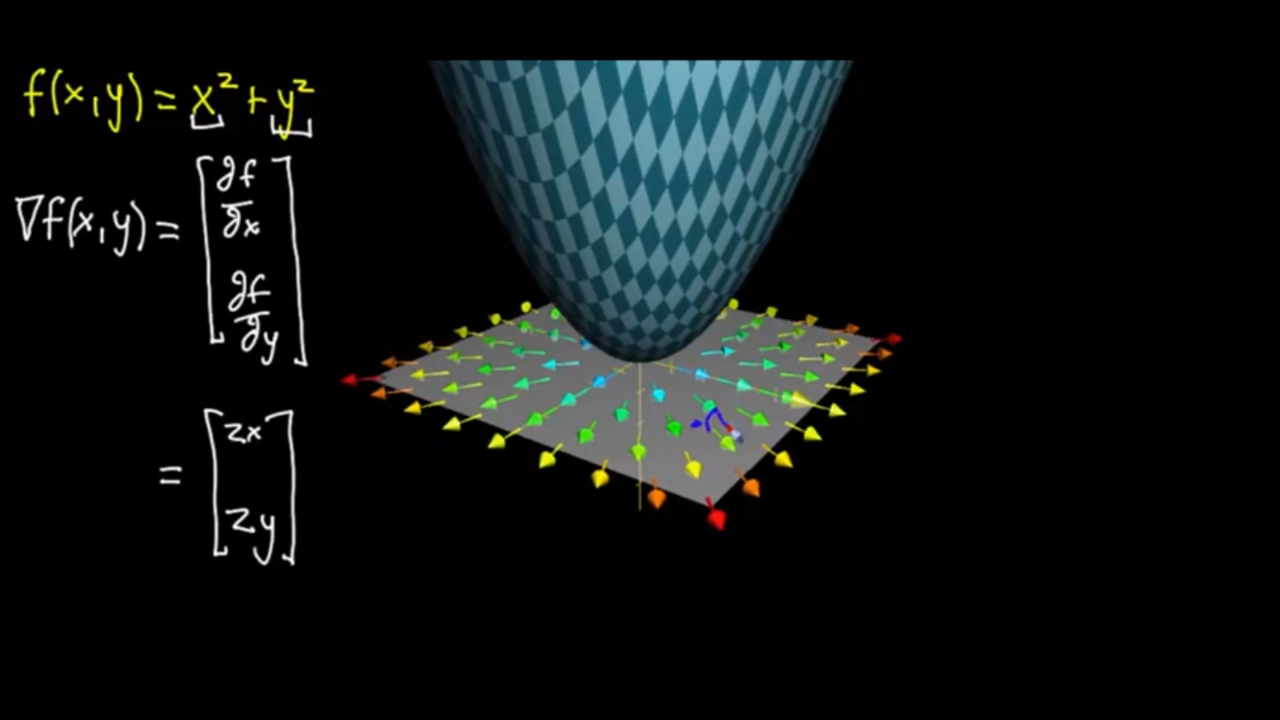 f(x,y) = x² + y²
∇f(x,y) = [ ∂f/∂x
∂f/∂y ]
= [ 2x
2y ]